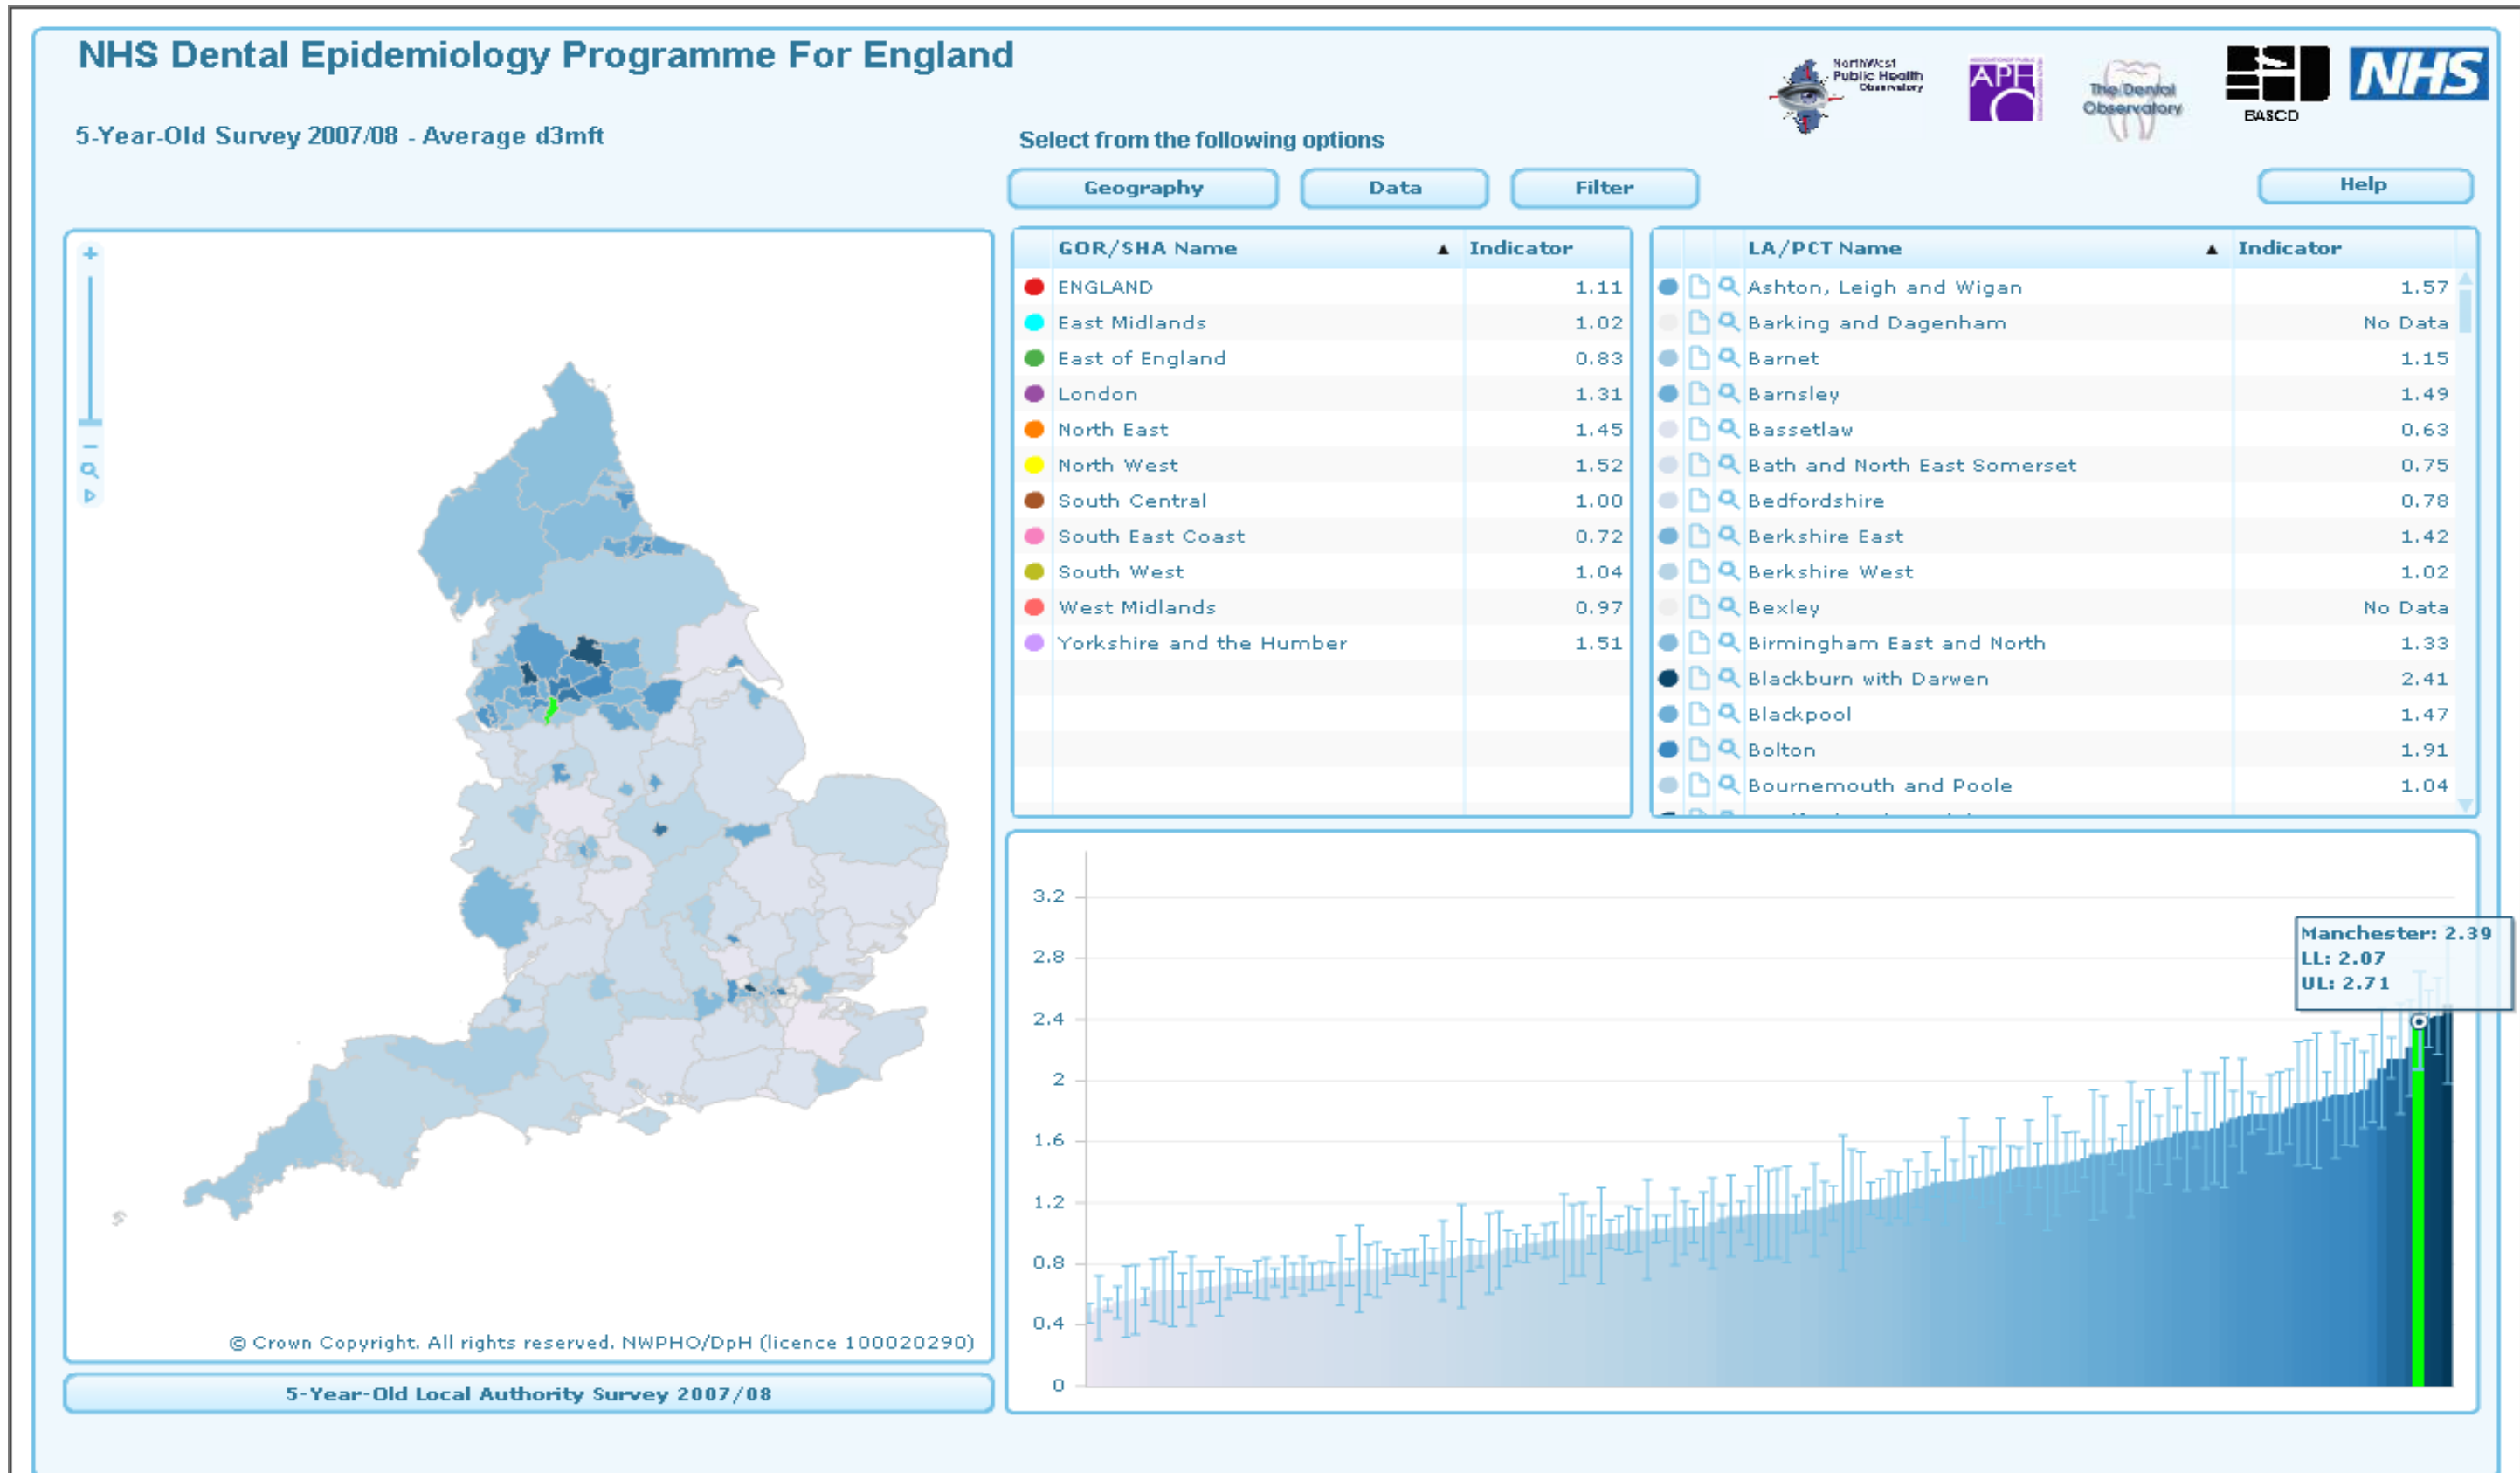 NHS Dental Epidemiology Programme For England
NorthWest
Public Health
Observatory
APH
The Dental
Observatory
BASCD
NHS
5-Year-Old Survey 2007/08 - Average d3mft
Select from the following options
Geography
Data
Filter
Help
GOR/SHA Name ▲ Indicator
ENGLAND 1.11
East Midlands 1.02
East of England 0.83
London 1.31
North East 1.45
North West 1.52
South Central 1.00
South East Coast 0.72
South West 1.04
West Midlands 0.97
Yorkshire and the Humber 1.51
LA/PCT Name ▲ Indicator
Ashton, Leigh and Wigan 1.57
Barking and Dagenham No Data
Barnet 1.15
Barnsley 1.49
Bassetlaw 0.63
Bath and North East Somerset 0.75
Bedfordshire 0.78
Berkshire East 1.42
Berkshire West 1.02
Bexley No Data
Birmingham East and North 1.33
Blackburn with Darwen 2.41
Blackpool 1.47
Bolton 1.91
Bournemouth and Poole 1.04
3.2
2.8
2.4
2
1.6
1.2
0.8
0.4
0
Manchester: 2.39
LL: 2.07
UL: 2.71
© Crown Copyright. All rights reserved. NWPHO/DpH (licence 100020290)
5-Year-Old Local Authority Survey 2007/08